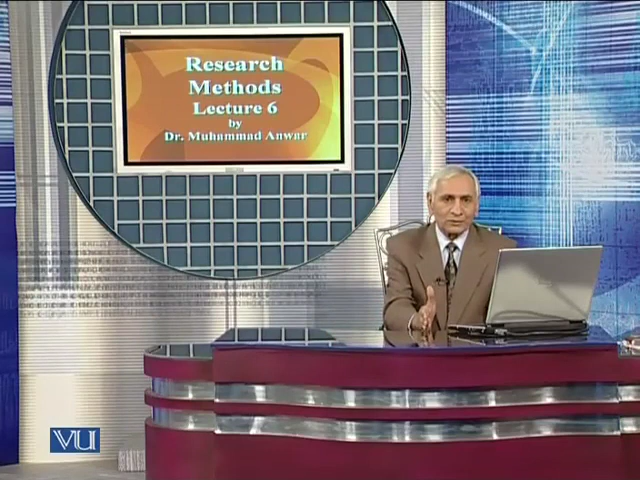 Research
Methods
Lecture 6
by
Dr. Muhammad Anwar
VU